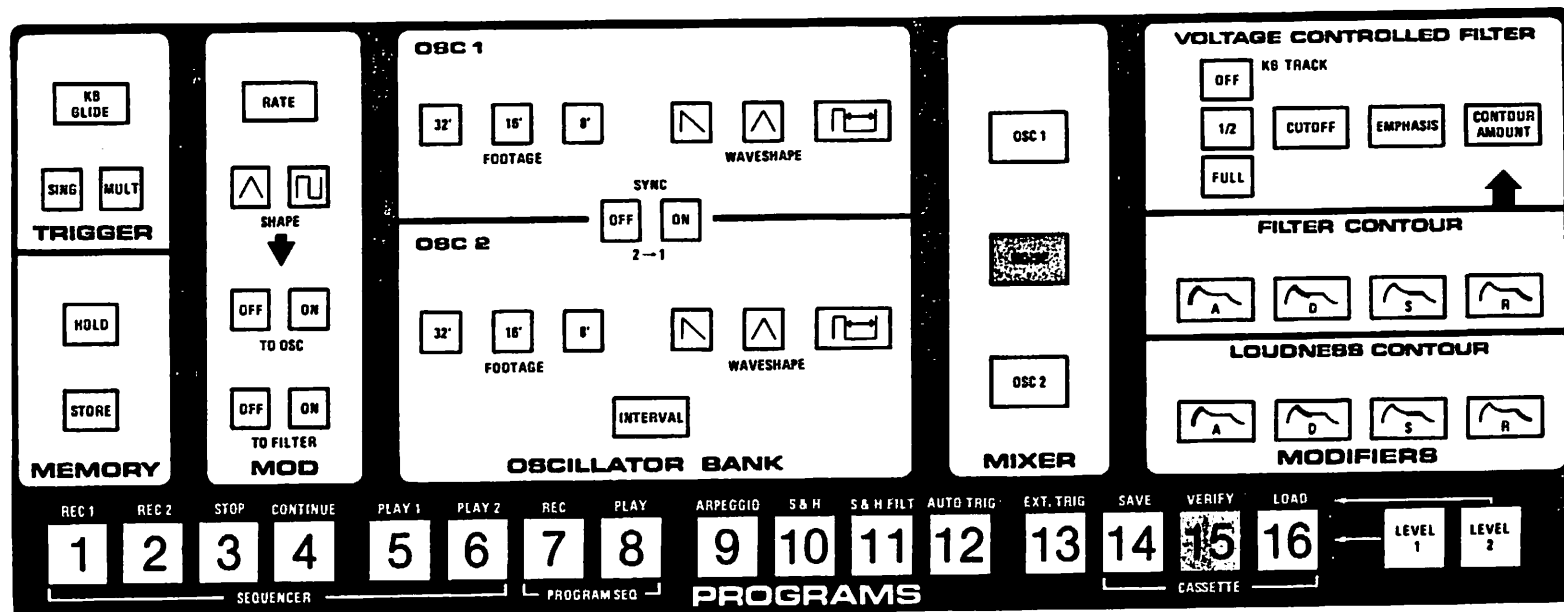 KB
GLIDE
SING MULT
TRIGGER
HOLD
STORE
MEMORY
RATE
SHAPE
OFF ON
TO OSC
OFF ON
TO FILTER
MOD
OSC 1
32' 16' 8'
FOOTAGE
WAVESHAPE
SYNC
OFF ON
2→1
OSC 2
32' 16' 8'
FOOTAGE
WAVESHAPE
INTERVAL
OSCILLATOR BANK
OSC 1
NOISE
OSC 2
MIXER
VOLTAGE CONTROLLED FILTER
KB TRACK
OFF
1/2
FULL
CUTOFF
EMPHASIS
CONTOUR
AMOUNT
FILTER CONTOUR
A D S R
LOUDNESS CONTOUR
A D S R
MODIFIERS
REC 1 REC 2 STOP CONTINUE PLAY 1 PLAY 2 REC PLAY ARPEGGIO S & H S & H FILT AUTO TRIG EXT. TRIG SAVE VERIFY LOAD
1 2 3 4 5 6 7 8 9 10 11 12 13 14 15 16
LEVEL
1
LEVEL
2
SEQUENCER
PROGRAM SEQ
PROGRAMS
CASSETTE